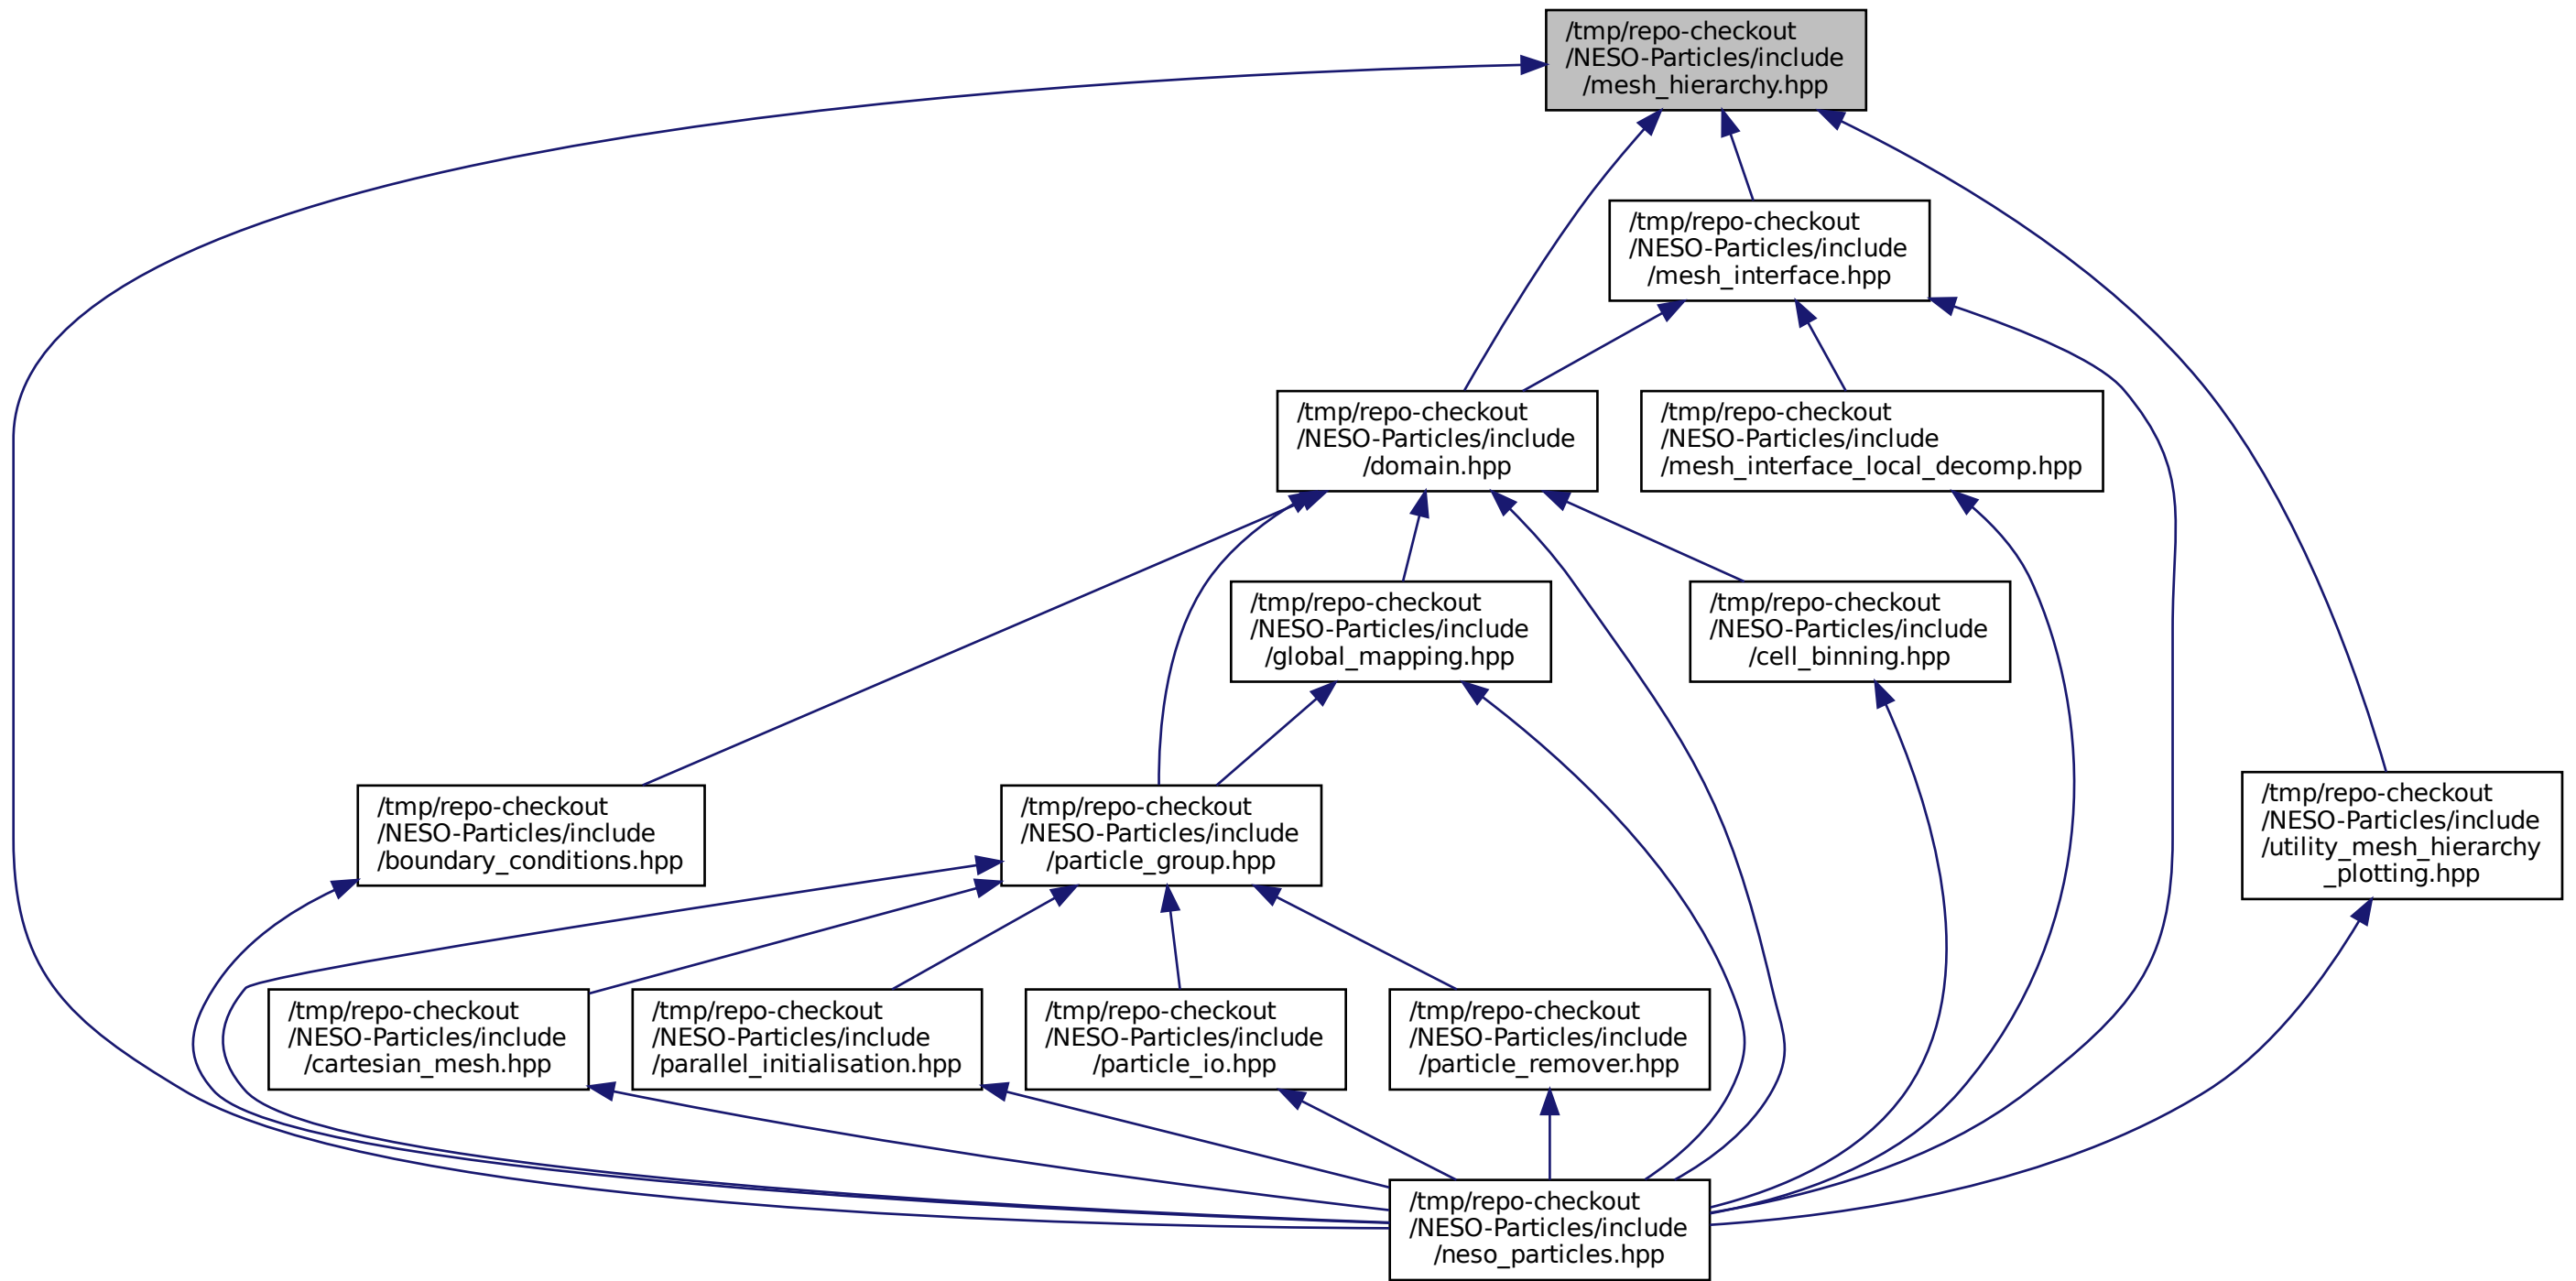 /tmp/repo-checkout
/NESO-Particles/include
/mesh_hierarchy.hpp
/tmp/repo-checkout
/NESO-Particles/include
/mesh_interface.hpp
/tmp/repo-checkout
/NESO-Particles/include
/domain.hpp
/tmp/repo-checkout
/NESO-Particles/include
/mesh_interface_local_decomp.hpp
/tmp/repo-checkout
/NESO-Particles/include
/global_mapping.hpp
/tmp/repo-checkout
/NESO-Particles/include
/cell_binning.hpp
/tmp/repo-checkout
/NESO-Particles/include
/boundary_conditions.hpp
/tmp/repo-checkout
/NESO-Particles/include
/particle_group.hpp
/tmp/repo-checkout
/NESO-Particles/include
/utility_mesh_hierarchy
_plotting.hpp
/tmp/repo-checkout
/NESO-Particles/include
/cartesian_mesh.hpp
/tmp/repo-checkout
/NESO-Particles/include
/parallel_initialisation.hpp
/tmp/repo-checkout
/NESO-Particles/include
/particle_io.hpp
/tmp/repo-checkout
/NESO-Particles/include
/particle_remover.hpp
/tmp/repo-checkout
/NESO-Particles/include
/neso_particles.hpp